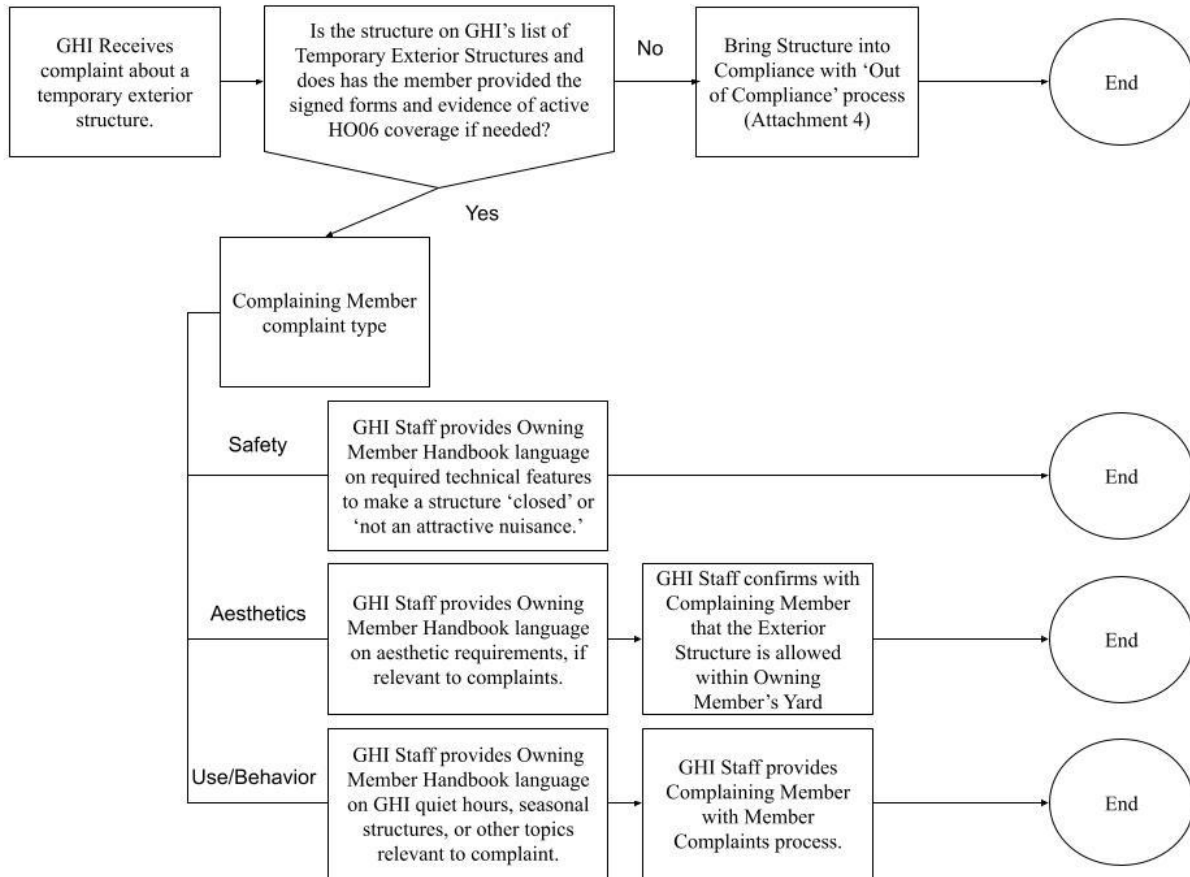 GHI Receives
complaint about a
temporary exterior
structure.
Is the structure on GHI’s list of
Temporary Exterior Structures and
does has the member provided the
signed forms and evidence of active
HO06 coverage if needed?
No
Bring Structure into
Compliance with ‘Out
of Compliance’ process
(Attachment 4)
End
Yes
Complaining Member
complaint type
Safety
GHI Staff provides Owning
Member Handbook language
on required technical features
to make a structure ‘closed’ or
‘not an attractive nuisance.’
End
Aesthetics
GHI Staff provides Owning
Member Handbook language
on aesthetic requirements, if
relevant to complaints.
GHI Staff confirms with
Complaining Member
that the Exterior
Structure is allowed
within Owning
Member’s Yard
End
Use/Behavior
GHI Staff provides Owning
Member Handbook language
on GHI quiet hours, seasonal
structures, or other topics
relevant to complaint.
GHI Staff provides
Complaining Member
with Member
Complaints process.
End